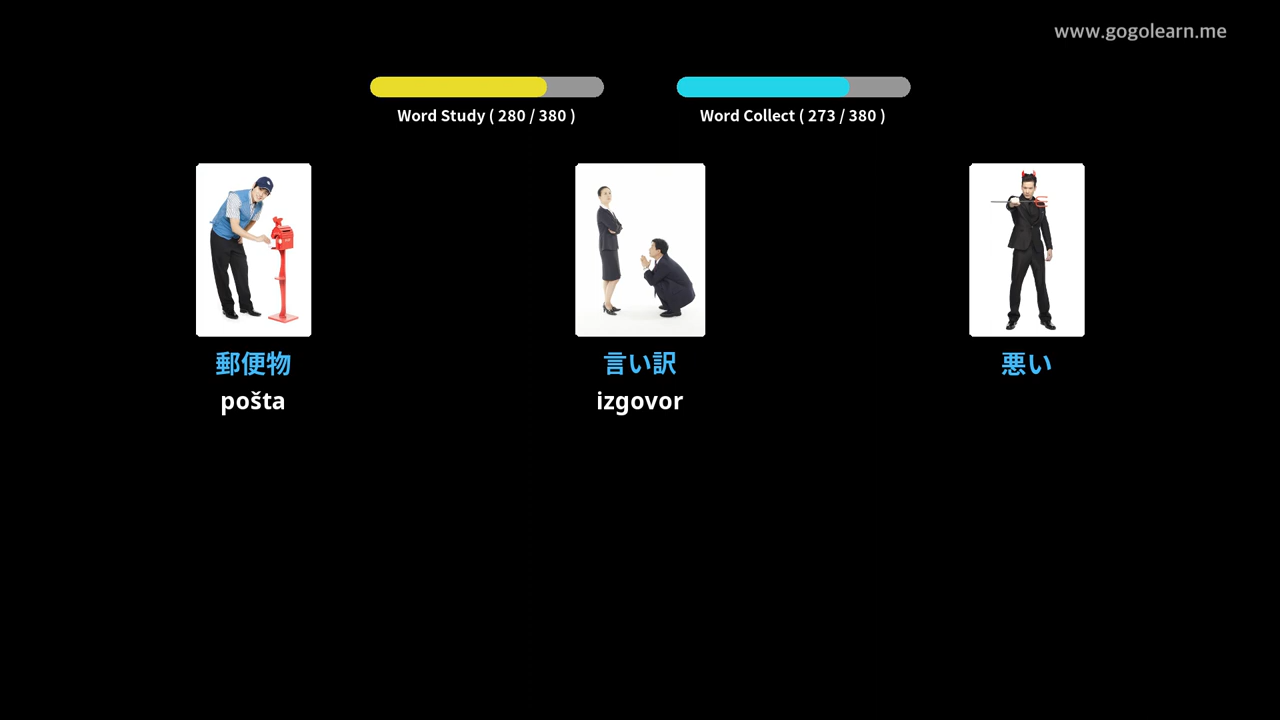 www.gogolearn.me
Word Study ( 280 / 380 )
Word Collect ( 273 / 380 )
郵便物
言い訳
悪い
pošta
izgovor